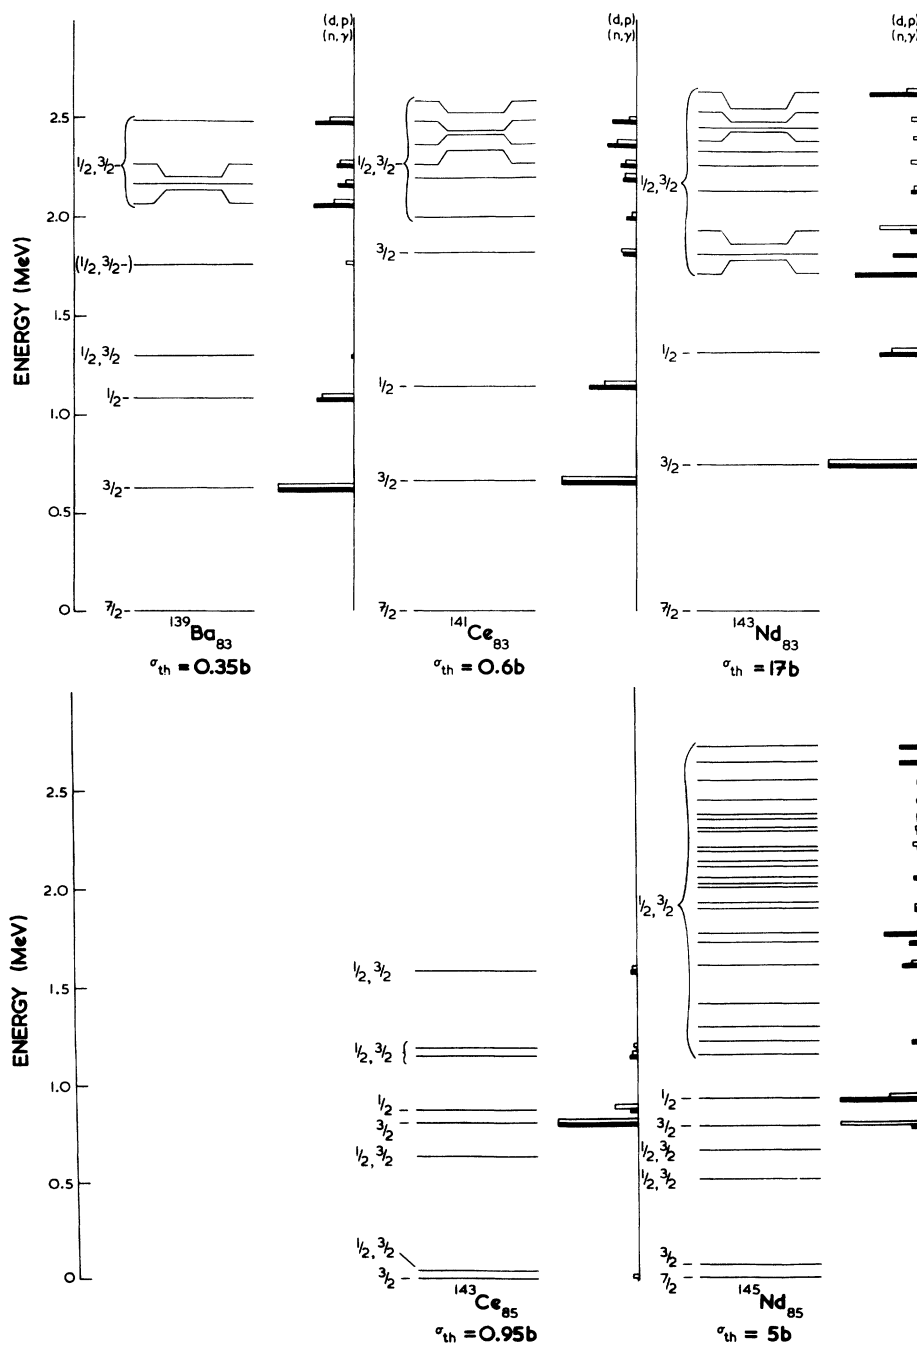 (d,p) (d,p) (d,p)
(n,γ) (n,γ) (n,γ)
ENERGY (MeV)
2.5
2.0
1.5
1.0
0.5
0
1/2, 3/2-
(1/2, 3/2-)
1/2, 3/2
1/2-
3/2-
7/2-
139Ba83
σth = 0.35b
1/2, 3/2-
3/2-
1/2-
3/2-
7/2-
141Ce83
σth = 0.6b
1/2, 3/2
1/2-
3/2-
7/2-
143Nd83
σth = 17b
ENERGY (MeV)
2.5
2.0
1.5
1.0
0.5
0
1/2, 3/2
1/2, 3/2
1/2-
3/2-
1/2, 3/2
1/2, 3/2
3/2-
143Ce85
σth = 0.95b
1/2, 3/2
1/2-
3/2-
1/2, 3/2
1/2, 3/2
3/2
7/2
145Nd85
σth = 5b